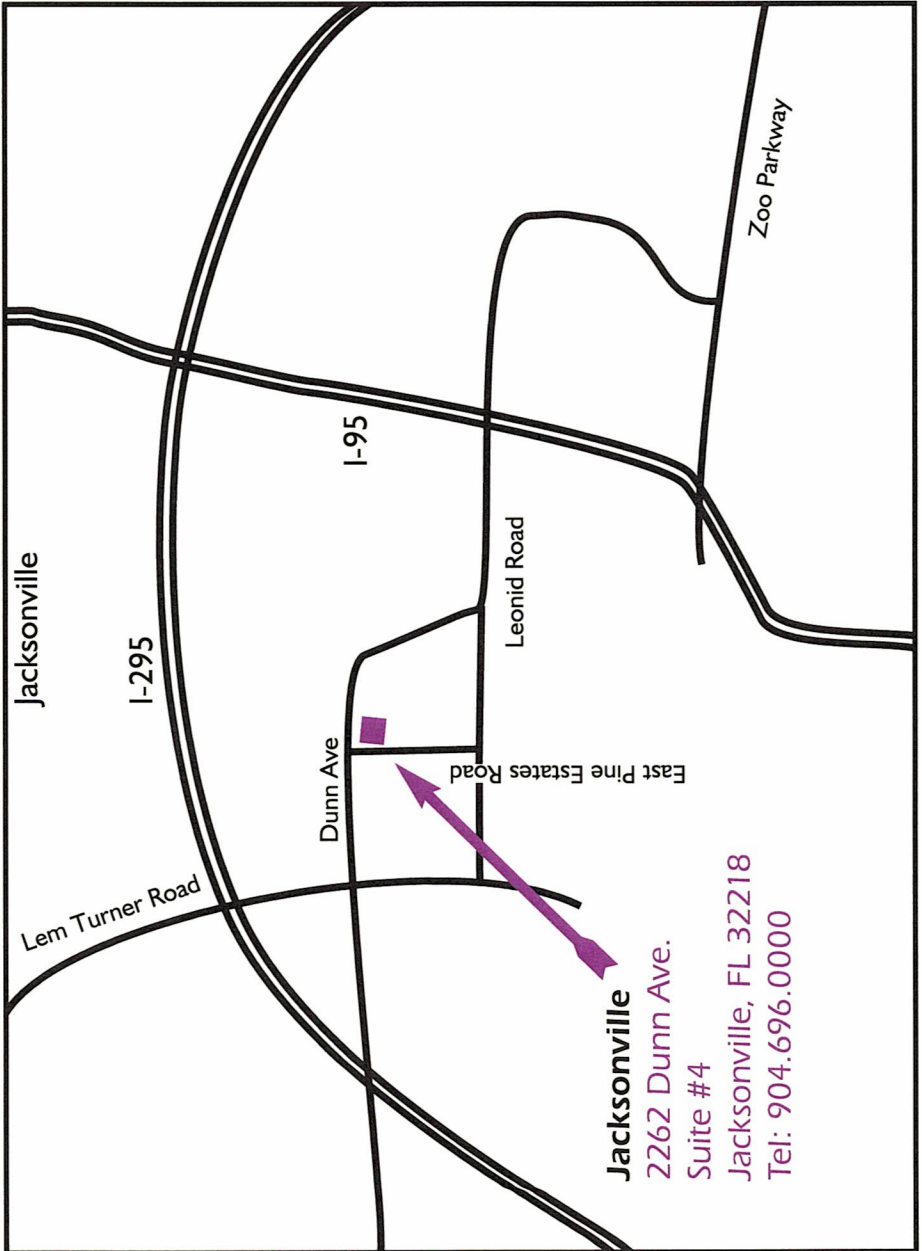 Jacksonville
I-295
Lem Turner Road
I-95
Dunn Ave
Leonid Road
East Pine Estates Road
Zoo Parkway
Jacksonville
2262 Dunn Ave.
Suite #4
Jacksonville, FL 32218
Tel: 904.696.0000